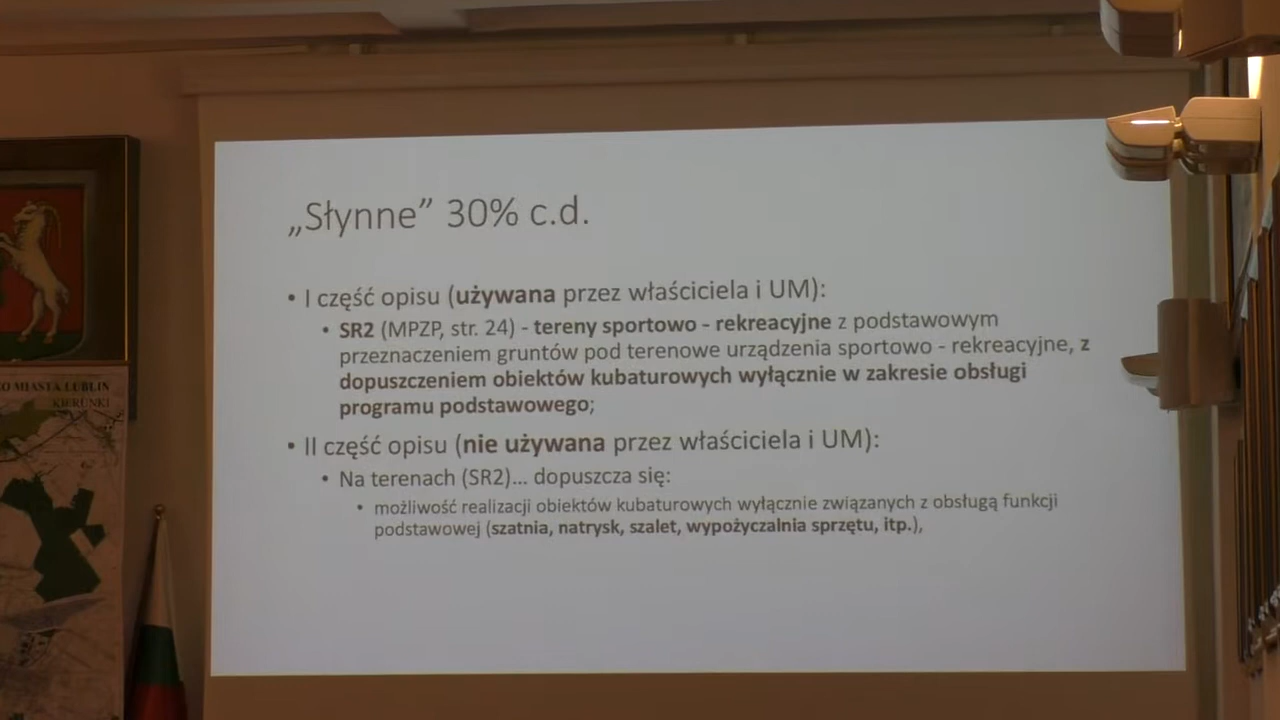 „Słynne” 30% c.d.
• I część opisu (używana przez właściciela i UM):
• SR2 (MPZP, str. 24) - tereny sportowo - rekreacyjne z podstawowym
przeznaczeniem gruntów pod terenowe urządzenia sportowo - rekreacyjne, z
dopuszczeniem obiektów kubaturowych wyłącznie w zakresie obsługi
programu podstawowego;
• II część opisu (nie używana przez właściciela i UM):
• Na terenach (SR2)... dopuszcza się:
• możliwość realizacji obiektów kubaturowych wyłącznie związanych z obsługą funkcji
podstawowej (szatnia, natrysk, szalet, wypożyczalnia sprzętu, itp.),
MIASTA LUBLIN
KIERUNKI